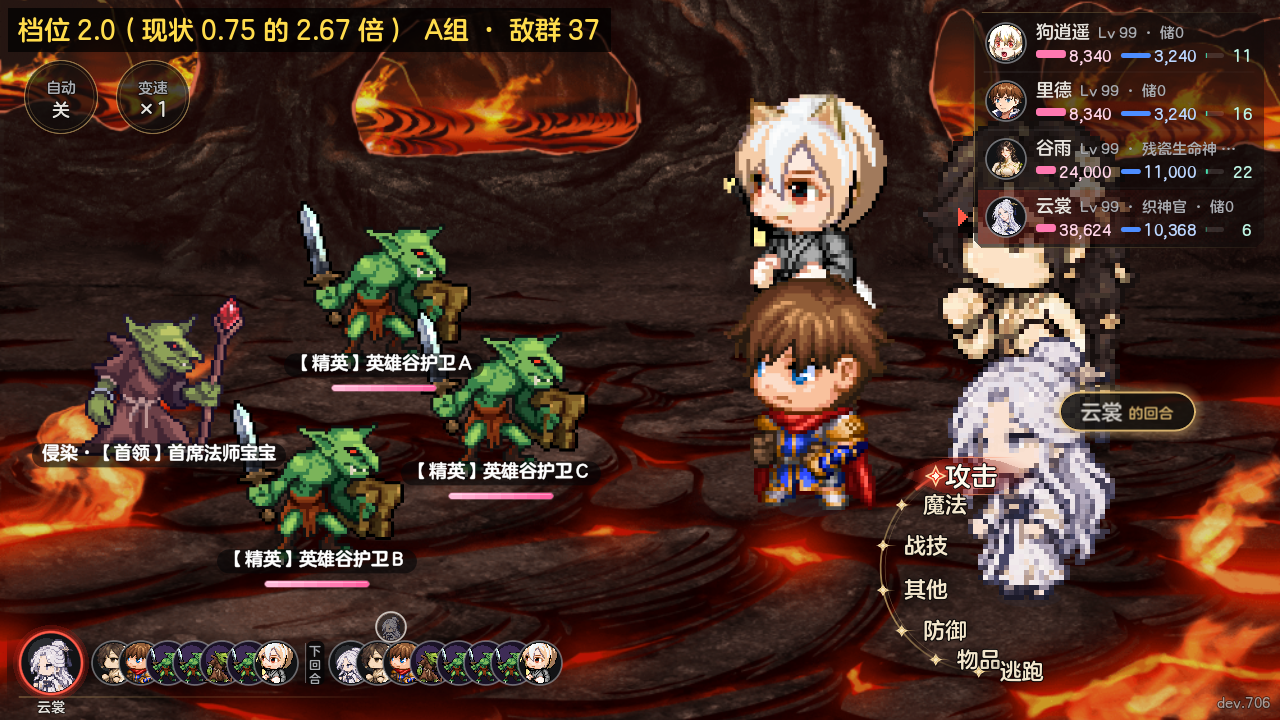 档位 2.0（现状 0.75 的 2.67 倍） A组 · 敌群 37
自动
关
变速
×1
狗逍遥 Lv 99 · 储0
8,340 3,240 11
里德 Lv 99 · 储0
8,340 3,240 16
谷雨 Lv 99 · 残瓷生命神 …
24,000 11,000 22
云裳 Lv 99 · 织神官 · 储0
38,624 10,368 6
【精英】英雄谷护卫A
侵染·【首领】首席法师宝宝
【精英】英雄谷护卫C
【精英】英雄谷护卫B
云裳 的回合
攻击
魔法
战技
其他
防御
物品
逃跑
下回合
云裳
dev.706